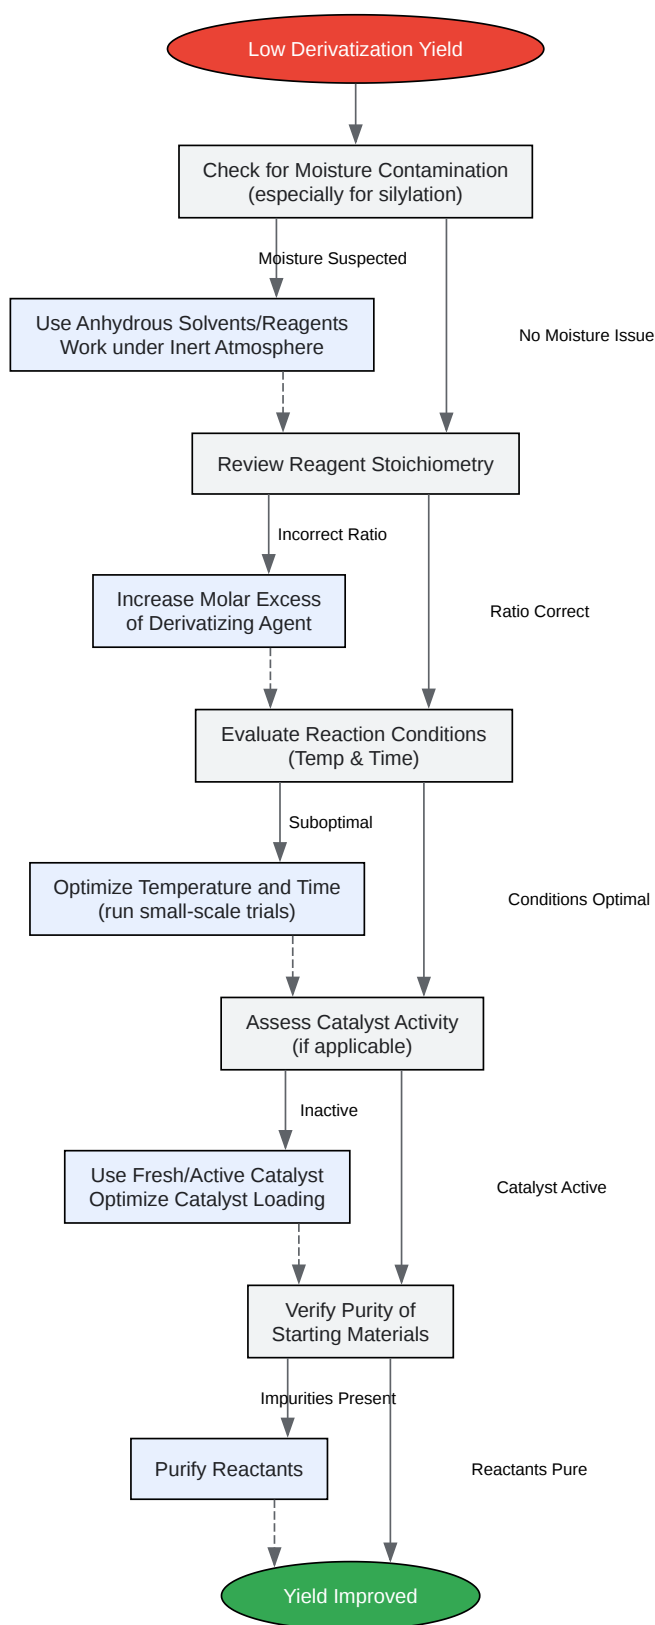 Low Derivatization Yield
Check for Moisture Contamination
(especially for silylation)
Moisture Suspected
Use Anhydrous Solvents/Reagents
Work under Inert Atmosphere
No Moisture Issue
Review Reagent Stoichiometry
Incorrect Ratio
Increase Molar Excess
of Derivatizing Agent
Ratio Correct
Evaluate Reaction Conditions
(Temp & Time)
Suboptimal
Optimize Temperature and Time
(run small-scale trials)
Conditions Optimal
Assess Catalyst Activity
(if applicable)
Inactive
Use Fresh/Active Catalyst
Optimize Catalyst Loading
Catalyst Active
Verify Purity of
Starting Materials
Impurities Present
Purify Reactants
Reactants Pure
Yield Improved